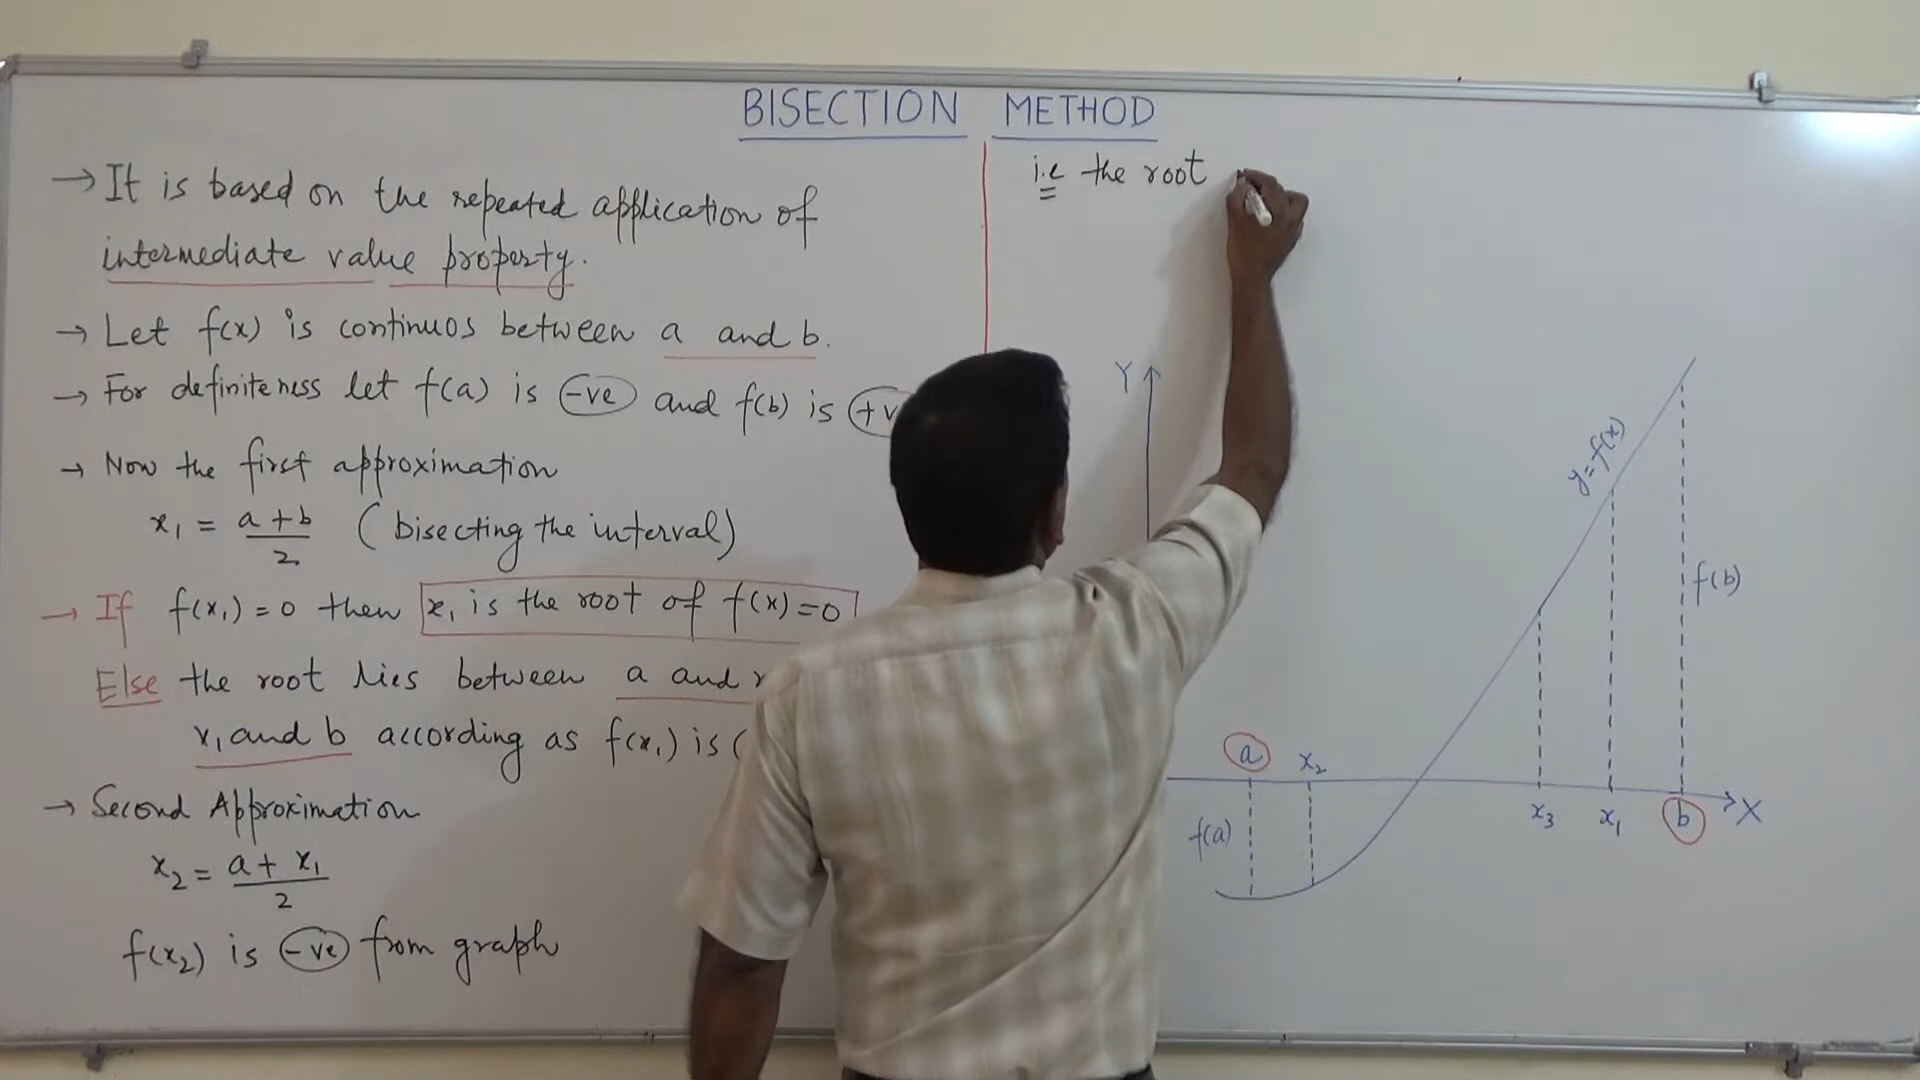 BISECTION METHOD
→ It is based on the repeated application of
intermediate value property.
→ Let f(x) is continuos between a and b.
→ For definiteness let f(a) is -ve and f(b) is
→ Now the first approximation
x₁ = (a+b)/2 (bisecting the interval)
→ If f(x₁)=0 then x₁ is the root of f(x)=0
Else the root lies between a and
x₁ and b according as f(x₁) is (
→ Second Approximation
x₂ = (a + x₁)/2
f(x₂) is -ve from graph
i.e the root
Y
y=f(x)
f(b)
a
x₂
x₃
x₁
b
X
f(a)